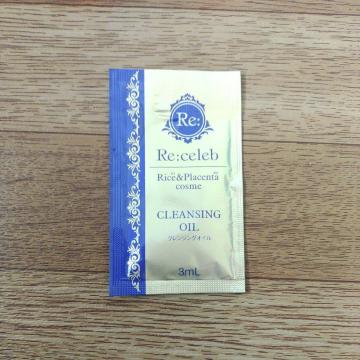 Re:
Re:celeb
Rice&Placenta
cosme
CLEANSING
OIL
クレンジングオイル
3mL